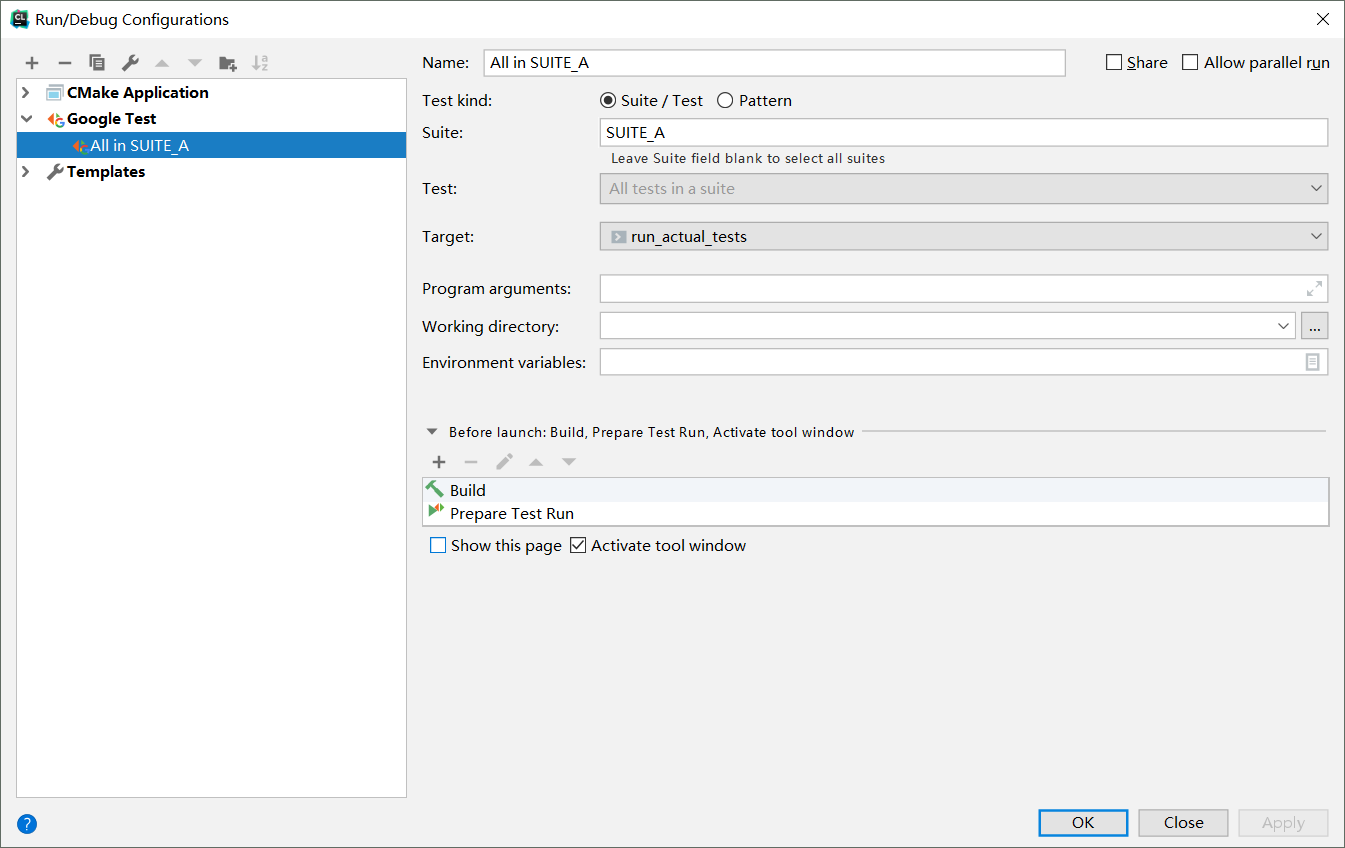 CL Run/Debug Configurations
Name: All in SUITE_A Share Allow parallel run
CMake Application
Google Test
All in SUITE_A
Templates
Test kind: Suite / Test Pattern
Suite: SUITE_A
Leave Suite field blank to select all suites
Test: All tests in a suite
Target: run_actual_tests
Program arguments:
Working directory: ...
Environment variables:
Before launch: Build, Prepare Test Run, Activate tool window
Build
Prepare Test Run
Show this page Activate tool window
? OK Close Apply